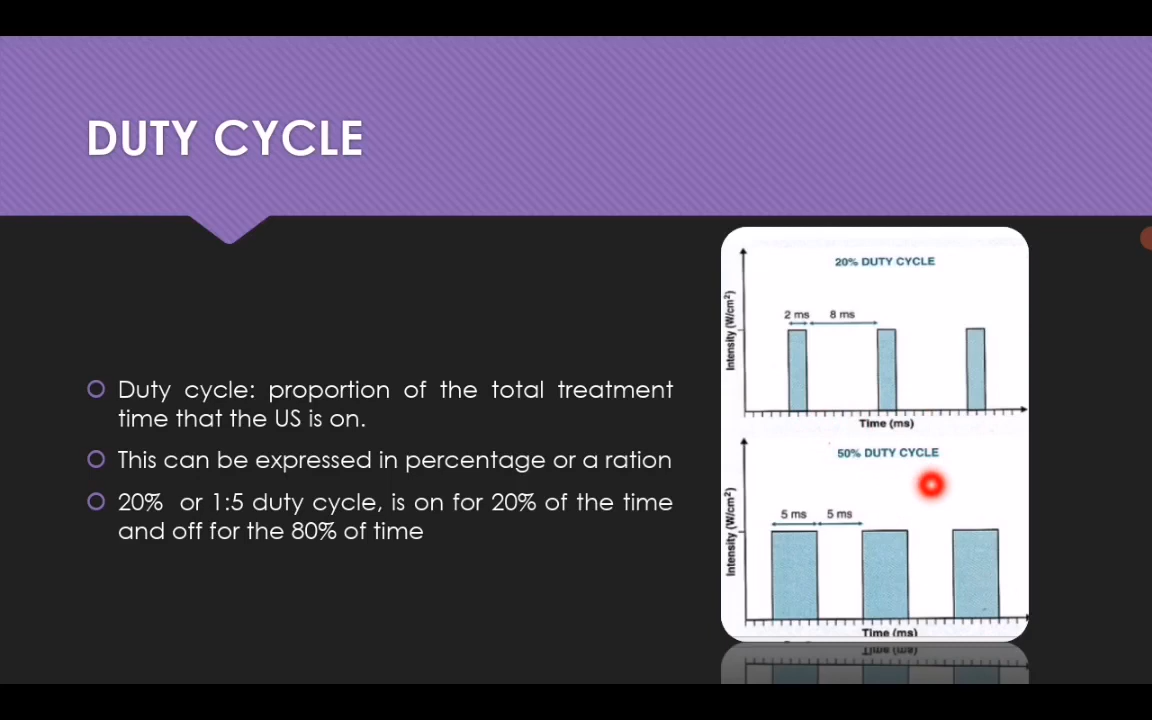 DUTY CYCLE
Duty cycle: proportion of the total treatment
time that the US is on.
This can be expressed in percentage or a ration
20% or 1:5 duty cycle, is on for 20% of the time
and off for the 80% of time
20% DUTY CYCLE
Intensity (W/cm²)
2 ms 8 ms
Time (ms)
50% DUTY CYCLE
Intensity (W/cm²)
5 ms 5 ms
Time (ms)